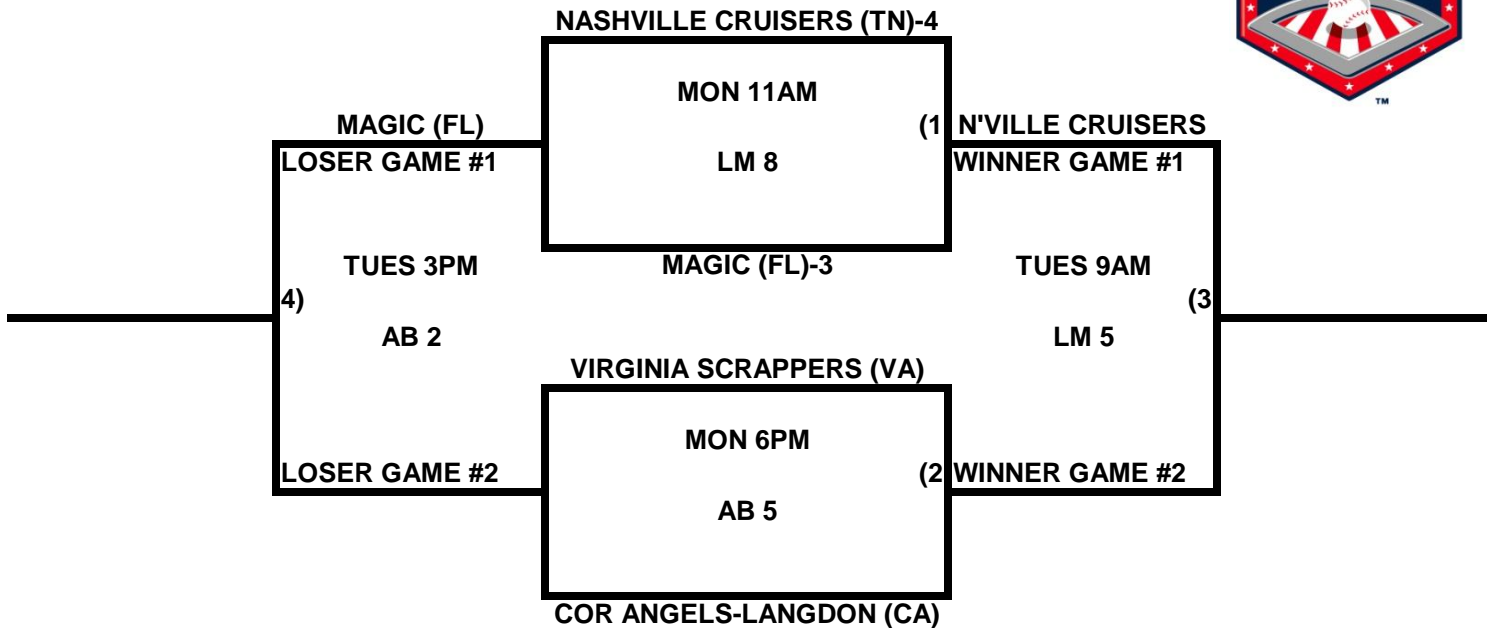 NASHVILLE CRUISERS (TN)-4
MON 11AM
MAGIC (FL)
(1 N'VILLE CRUISERS
LOSER GAME #1
LM 8
WINNER GAME #1
TUES 3PM
MAGIC (FL)-3
TUES 9AM
4)
(3
AB 2
LM 5
VIRGINIA SCRAPPERS (VA)
MON 6PM
LOSER GAME #2
(2 WINNER GAME #2
AB 5
COR ANGELS-LANGDON (CA)
TM